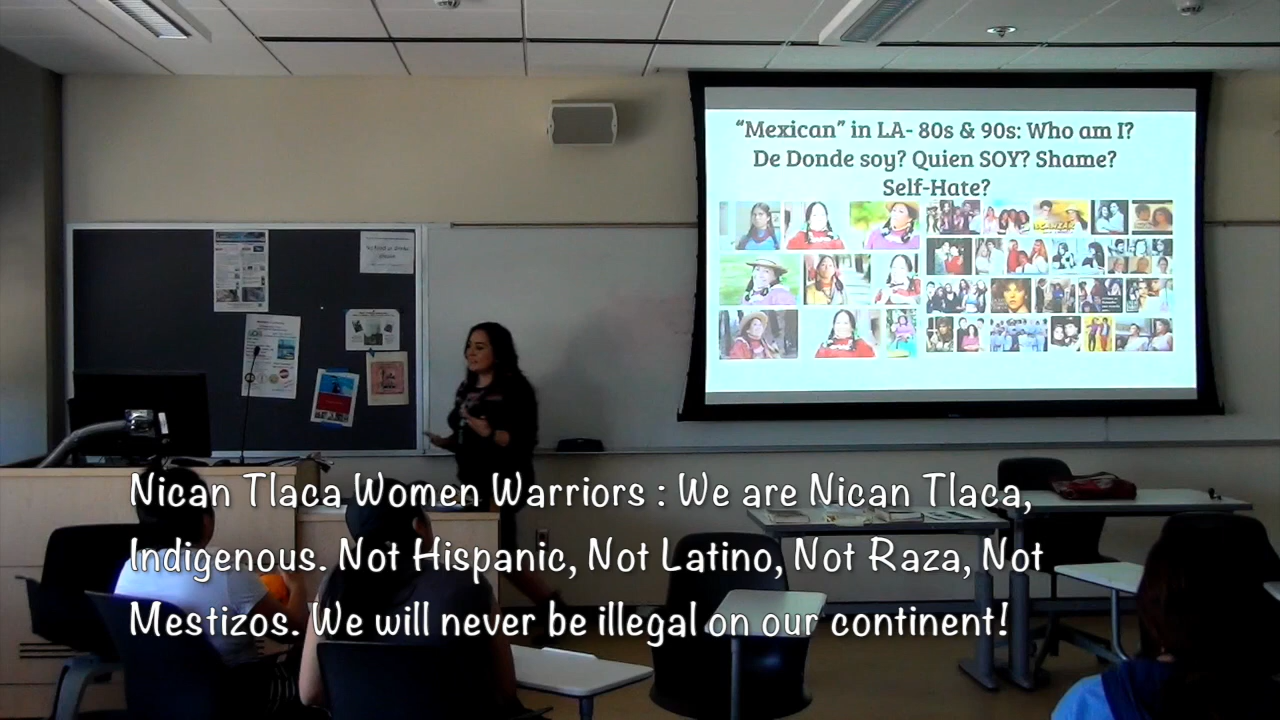 “Mexican” in LA- 80s & 90s: Who am I?
De Donde soy? Quien SOY? Shame?
Self-Hate?
Nican Tlaca Women Warriors : We are Nican Tlaca,
Indigenous. Not Hispanic, Not Latino, Not Raza, Not
Mestizos. We will never be illegal on our continent!